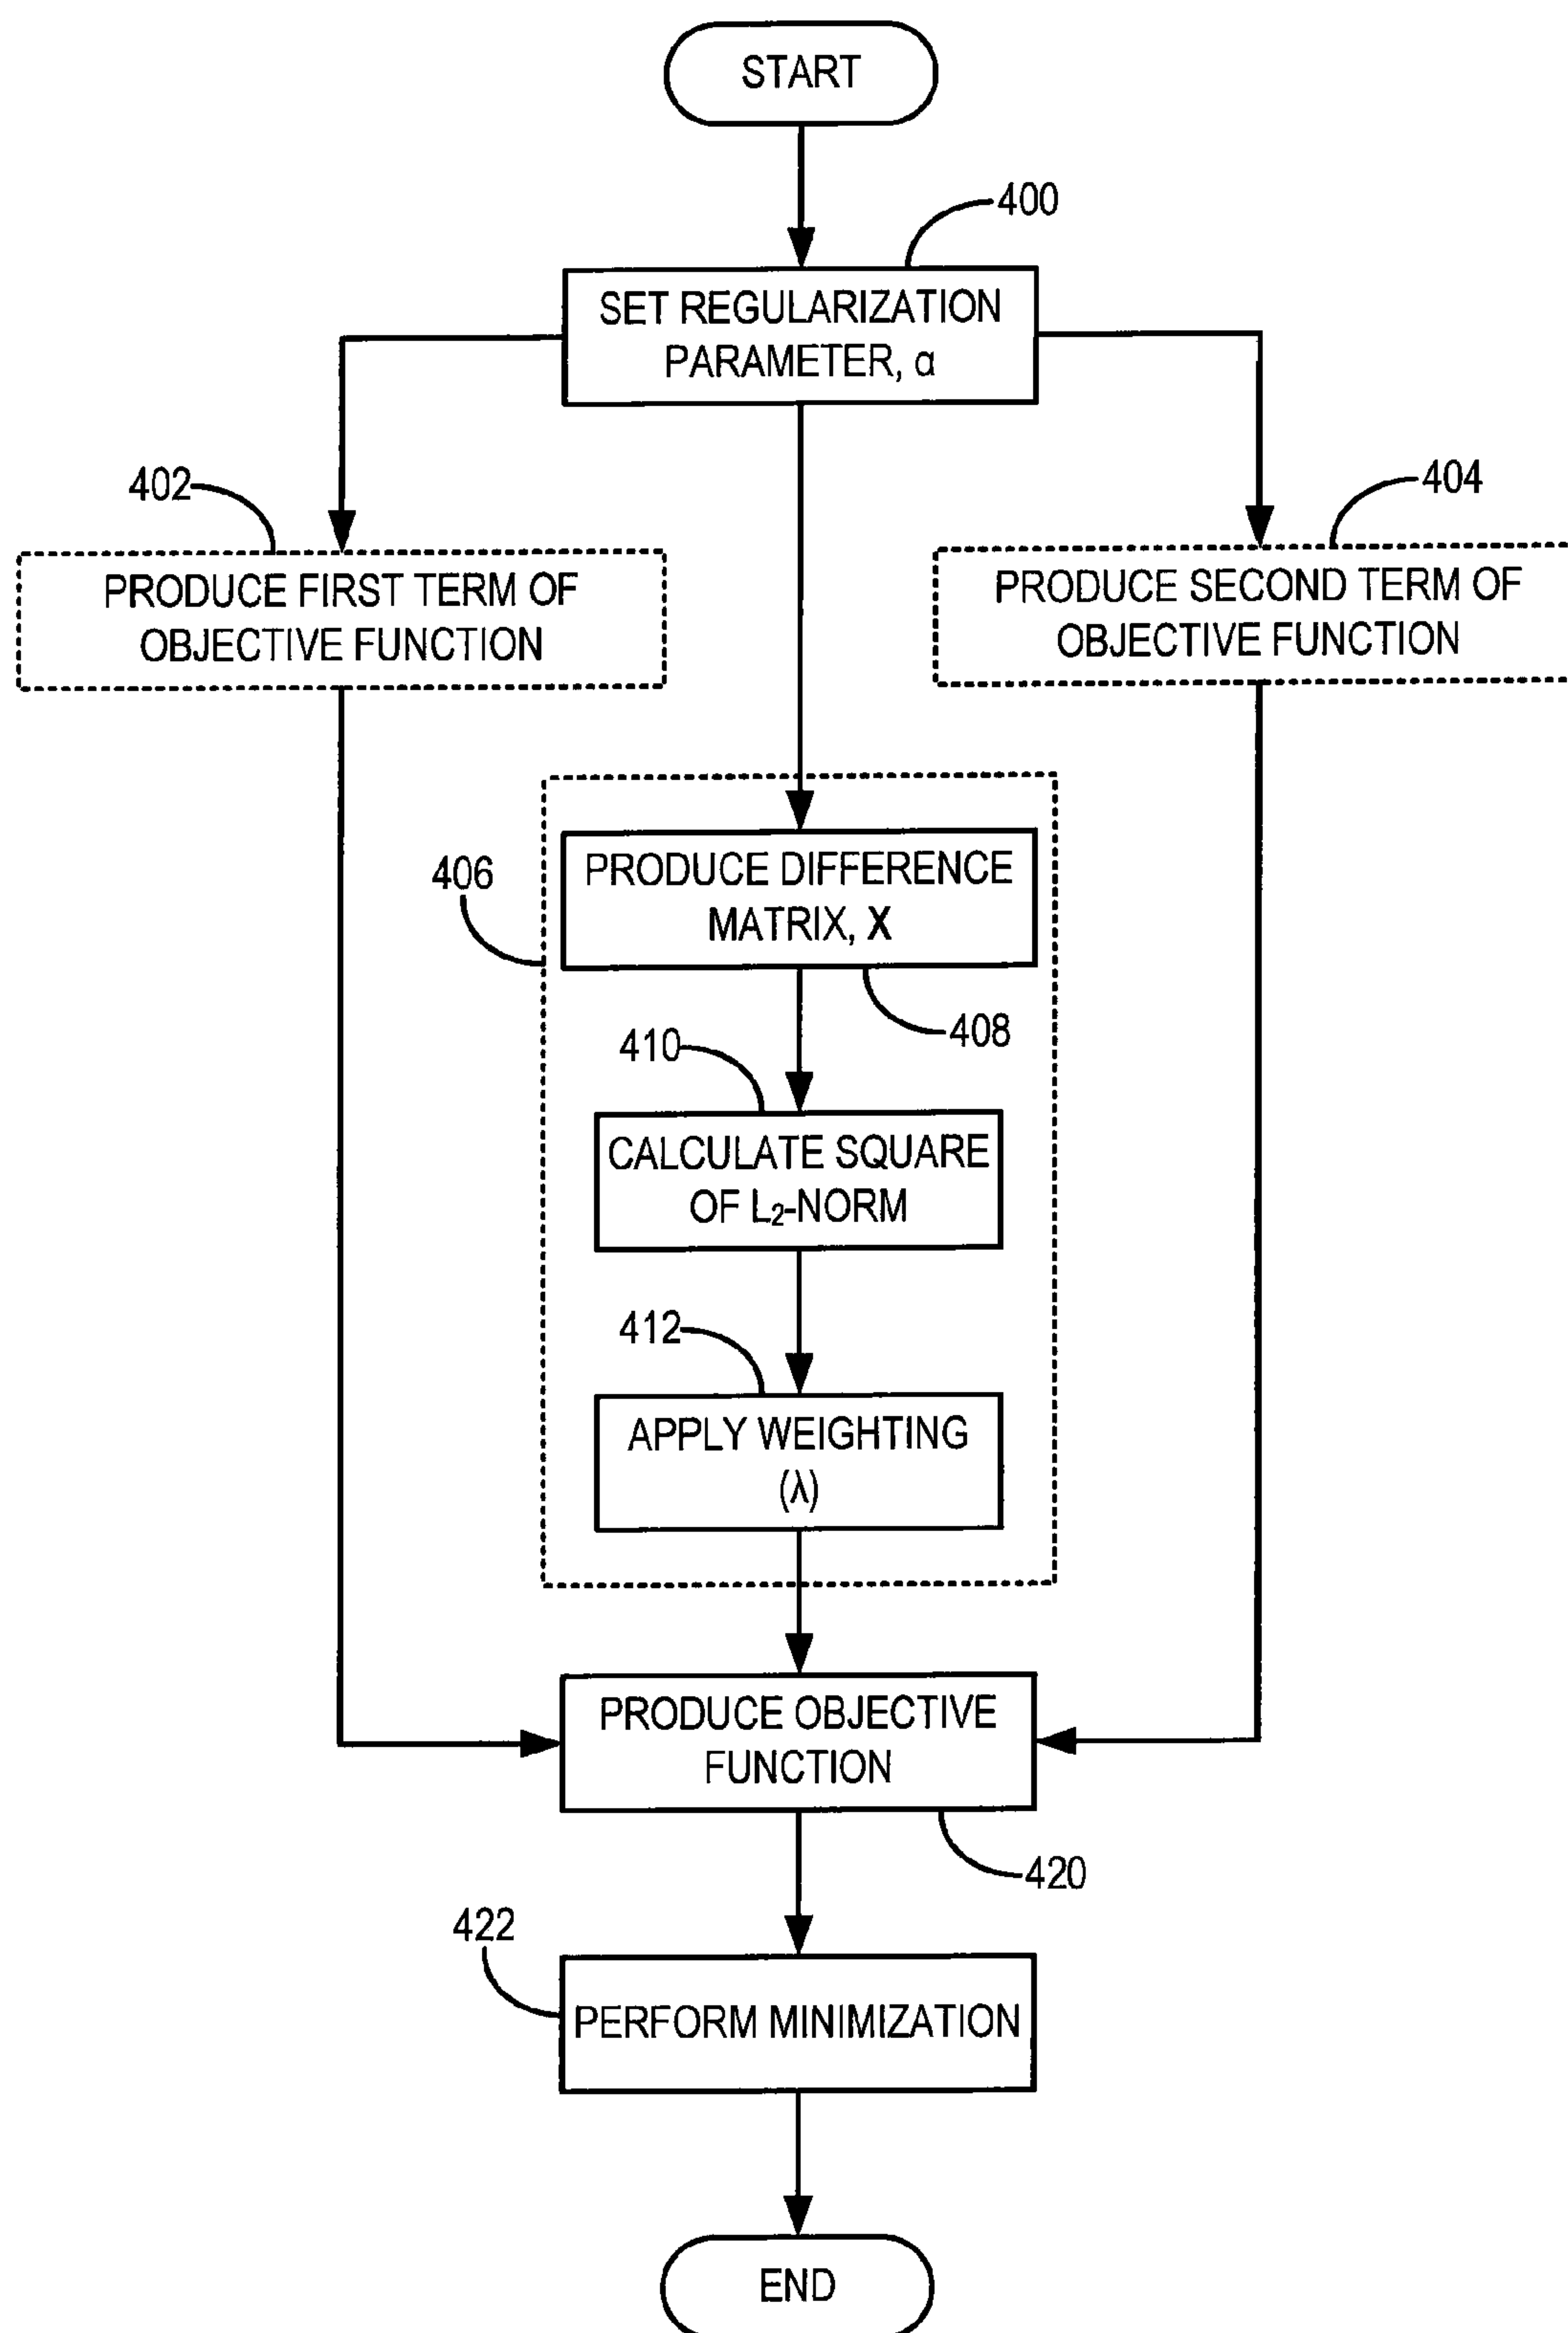 START
400
SET REGULARIZATION
PARAMETER, α
402
404
PRODUCE FIRST TERM OF
OBJECTIVE FUNCTION
PRODUCE SECOND TERM OF
OBJECTIVE FUNCTION
406
PRODUCE DIFFERENCE
MATRIX, X
408
410
CALCULATE SQUARE
OF L₂-NORM
412
APPLY WEIGHTING
(λ)
PRODUCE OBJECTIVE
FUNCTION
420
422
PERFORM MINIMIZATION
END